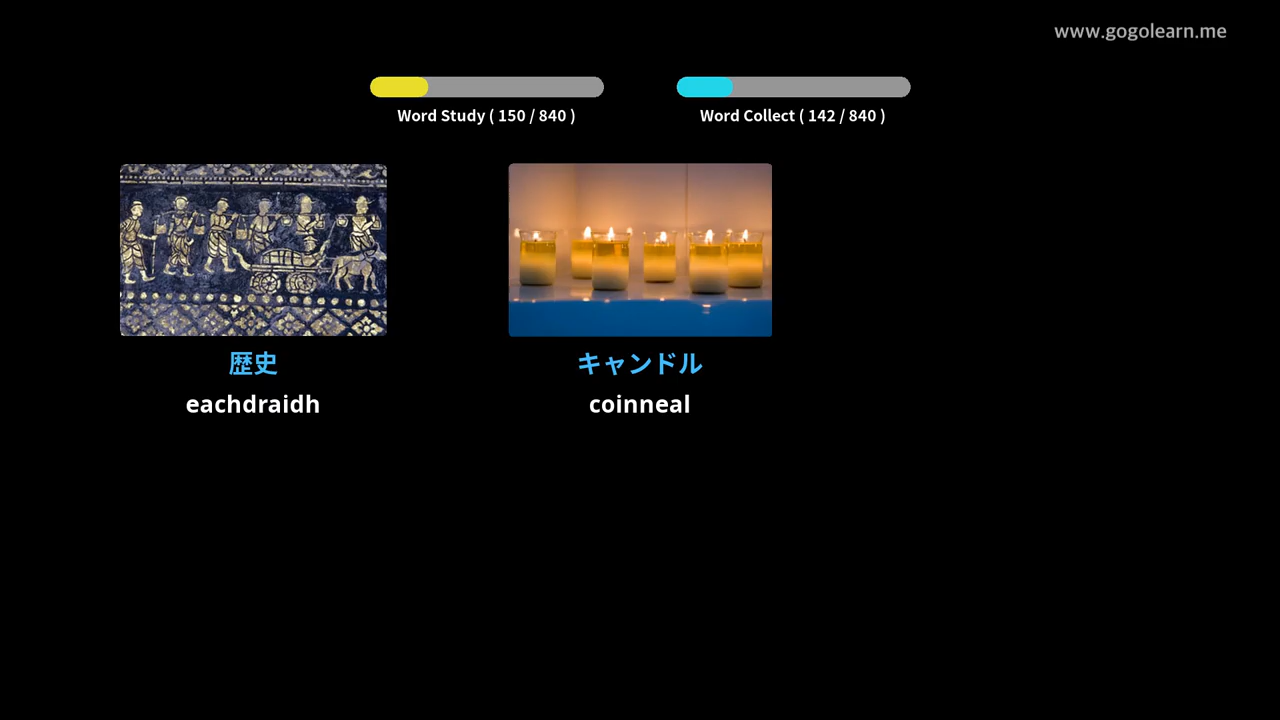 www.gogolearn.me
Word Study ( 150 / 840 )
Word Collect ( 142 / 840 )
歴史
キャンドル
eachdraidh
coinneal